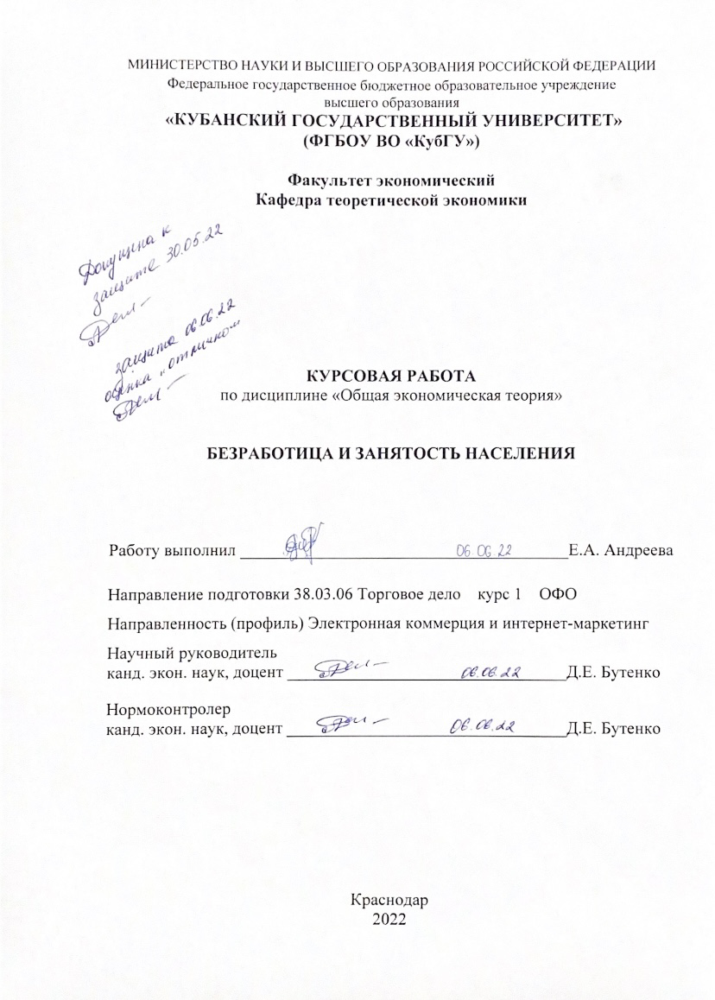 МИНИСТЕРСТВО НАУКИ И ВЫСШЕГО ОБРАЗОВАНИЯ РОССИЙСКОЙ ФЕДЕРАЦИИ
Федеральное государственное бюджетное образовательное учреждение
высшего образования
«КУБАНСКИЙ ГОСУДАРСТВЕННЫЙ УНИВЕРСИТЕТ»
(ФГБОУ ВО «КубГУ»)
Факультет экономический
Кафедра теоретической экономики
Допущена к
защите 30.05.22
защита 06.06.22
оценка „отлично"
КУРСОВАЯ РАБОТА
по дисциплине «Общая экономическая теория»
БЕЗРАБОТИЦА И ЗАНЯТОСТЬ НАСЕЛЕНИЯ
Работу выполнил 06 06 22 Е.А. Андреева
Направление подготовки 38.03.06 Торговое дело курс 1 ОФО
Направленность (профиль) Электронная коммерция и интернет-маркетинг
Научный руководитель
канд. экон. наук, доцент 06.06.22 Д.Е. Бутенко
Нормоконтролер
канд. экон. наук, доцент 06.06.22 Д.Е. Бутенко
Краснодар
2022